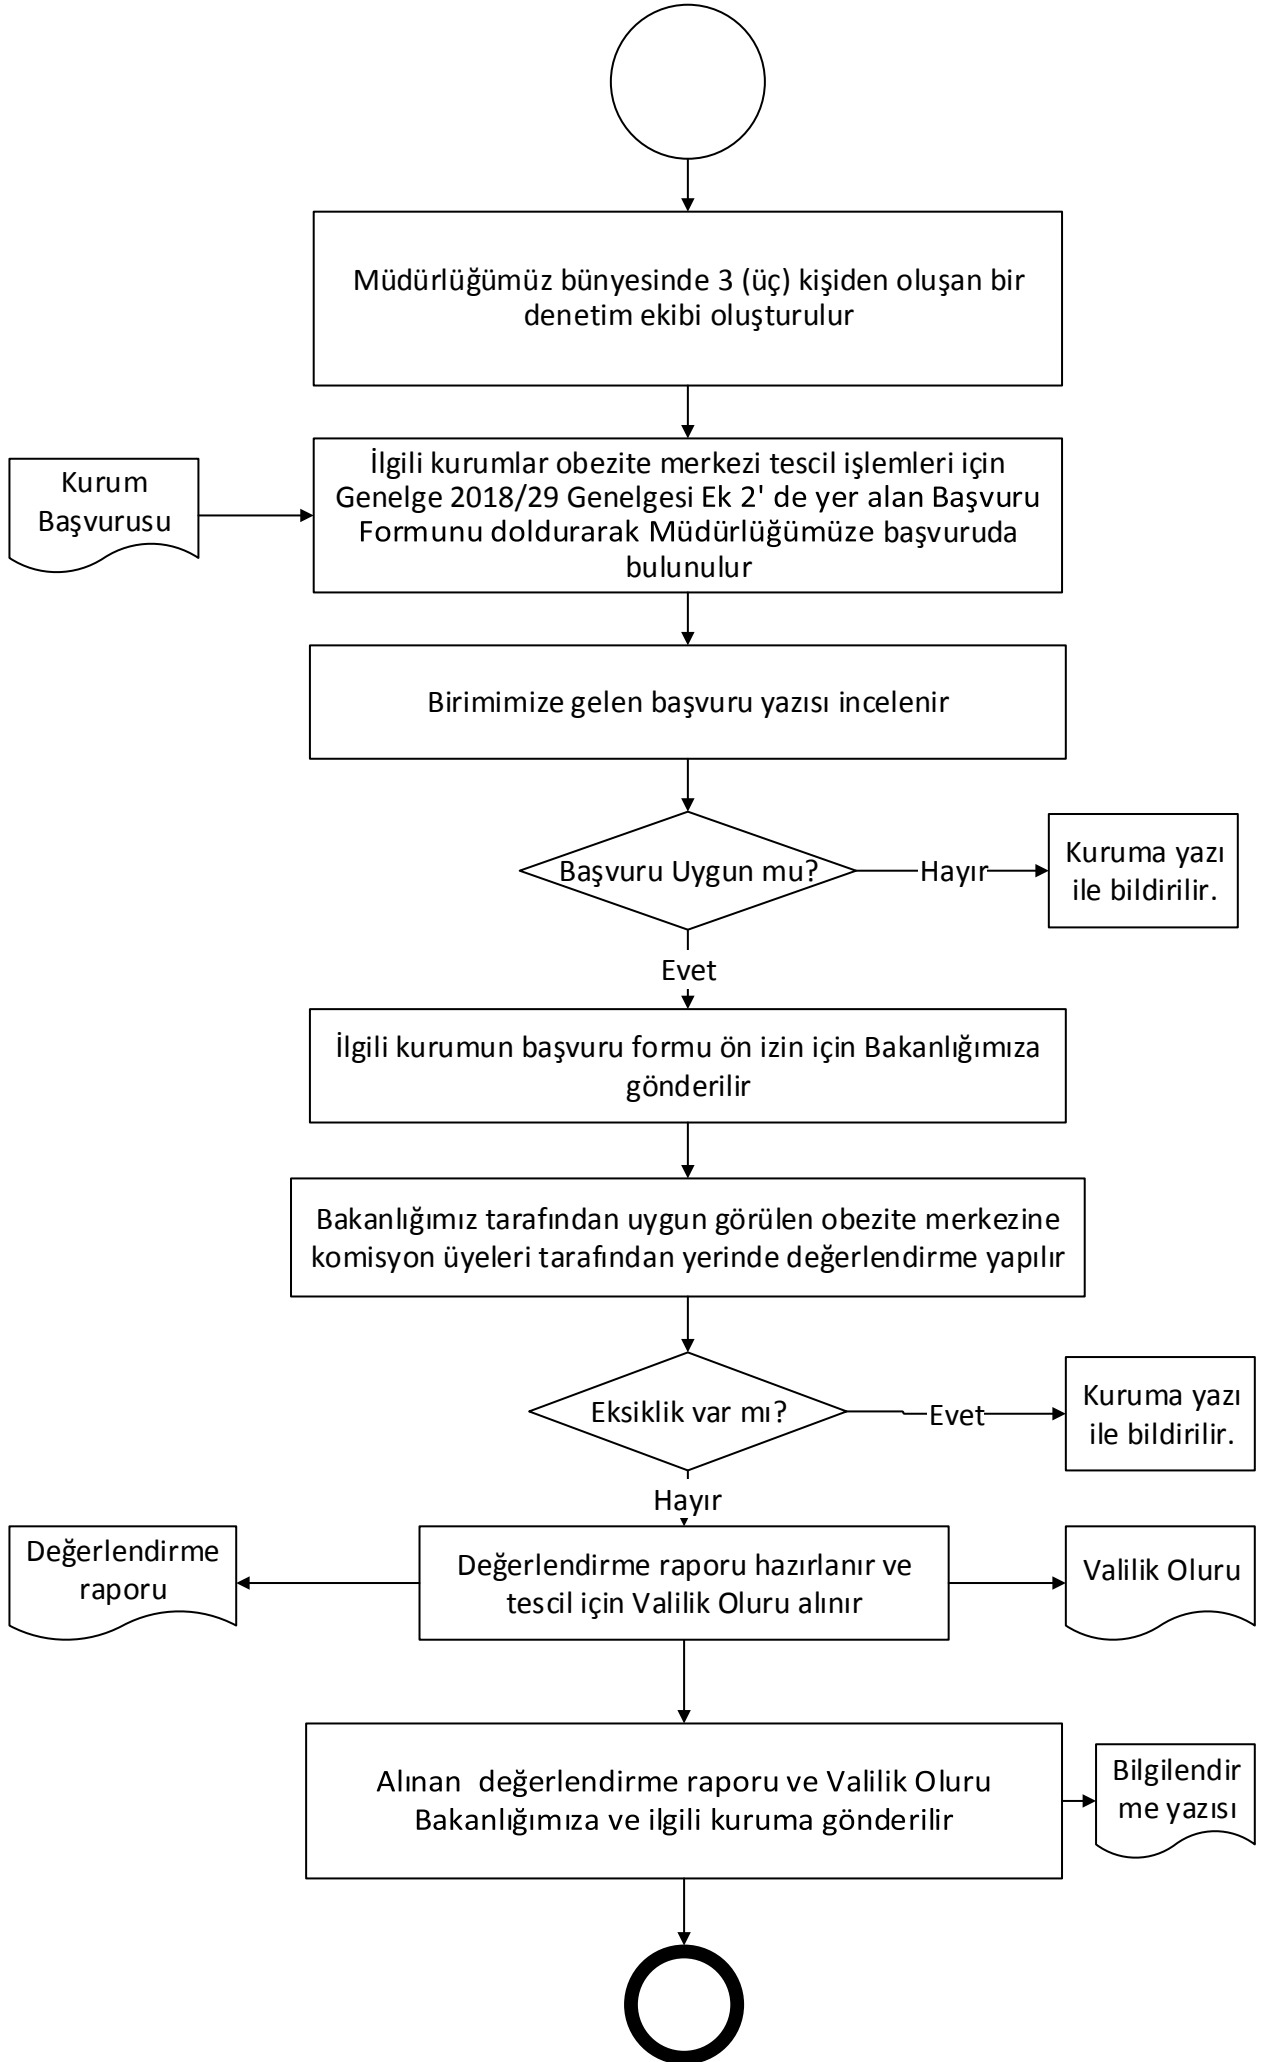 Müdürlüğümüz bünyesinde 3 (üç) kişiden oluşan bir
denetim ekibi oluşturulur
Kurum
Başvurusu
İlgili kurumlar obezite merkezi tescil işlemleri için
Genelge 2018/29 Genelgesi Ek 2' de yer alan Başvuru
Formunu doldurarak Müdürlüğümüze başvuruda
bulunulur
Birimimize gelen başvuru yazısı incelenir
Başvuru Uygun mu?
Hayır
Kuruma yazı
ile bildirilir.
Evet
İlgili kurumun başvuru formu ön izin için Bakanlığımıza
gönderilir
Bakanlığımız tarafından uygun görülen obezite merkezine
komisyon üyeleri tarafından yerinde değerlendirme yapılır
Eksiklik var mı?
Evet
Kuruma yazı
ile bildirilir.
Hayır
Değerlendirme
raporu
Değerlendirme raporu hazırlanır ve
tescil için Valilik Oluru alınır
Valilik Oluru
Alınan  değerlendirme raporu ve Valilik Oluru
Bakanlığımıza ve ilgili kuruma gönderilir
Bilgilendir
me yazısı